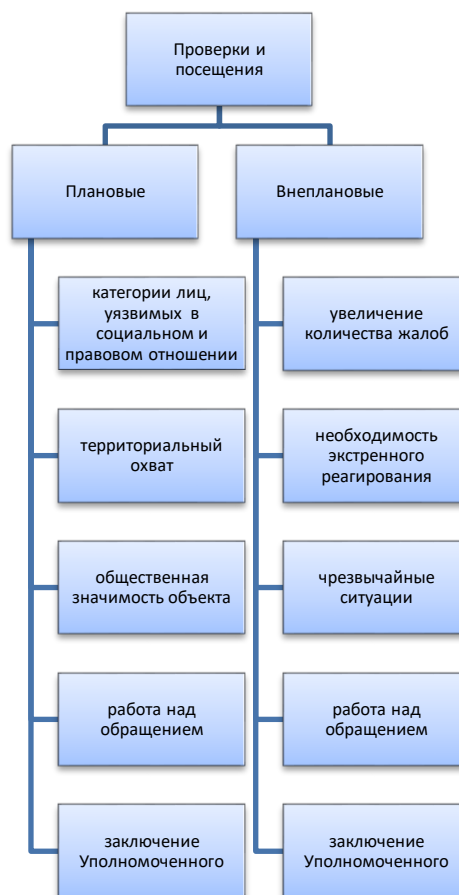 Проверки и
посещения
Плановые
Внеплановые
категории лиц,
уязвимых в
социальном и
правовом отношении
территориальный
охват
общественная
значимость объекта
работа над
обращением
заключение
Уполномоченного
увеличение
количества жалоб
необходимость
экстренного
реагирования
чрезвычайные
ситуации
работа над
обращением
заключение
Уполномоченного